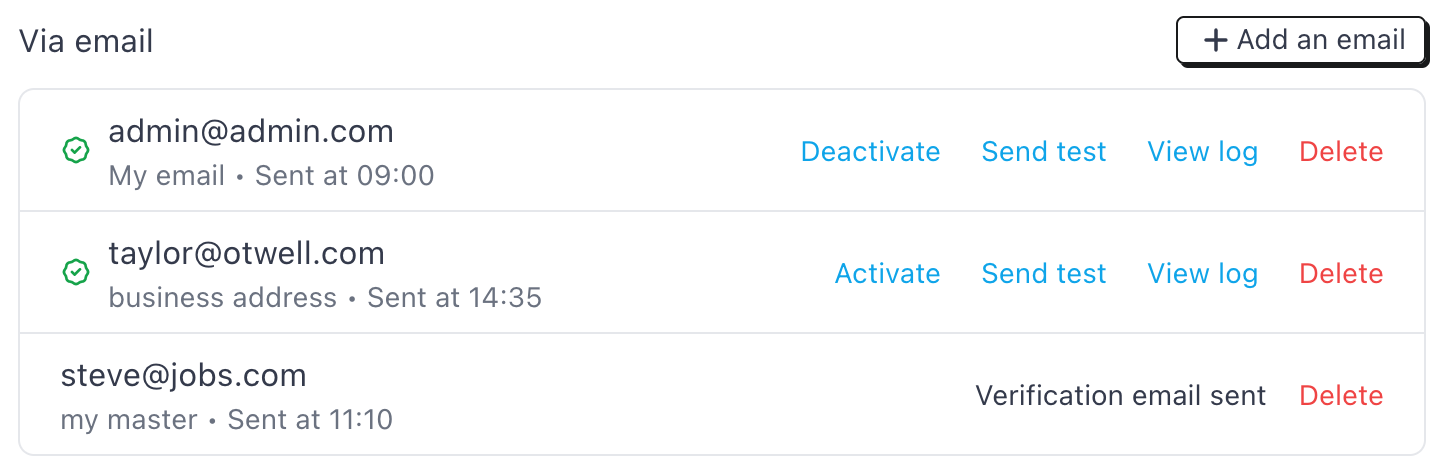 Via email
+ Add an email
admin@admin.com
My email • Sent at 09:00
Deactivate Send test View log Delete
taylor@otwell.com
business address • Sent at 14:35
Activate Send test View log Delete
steve@jobs.com
my master • Sent at 11:10
Verification email sent Delete